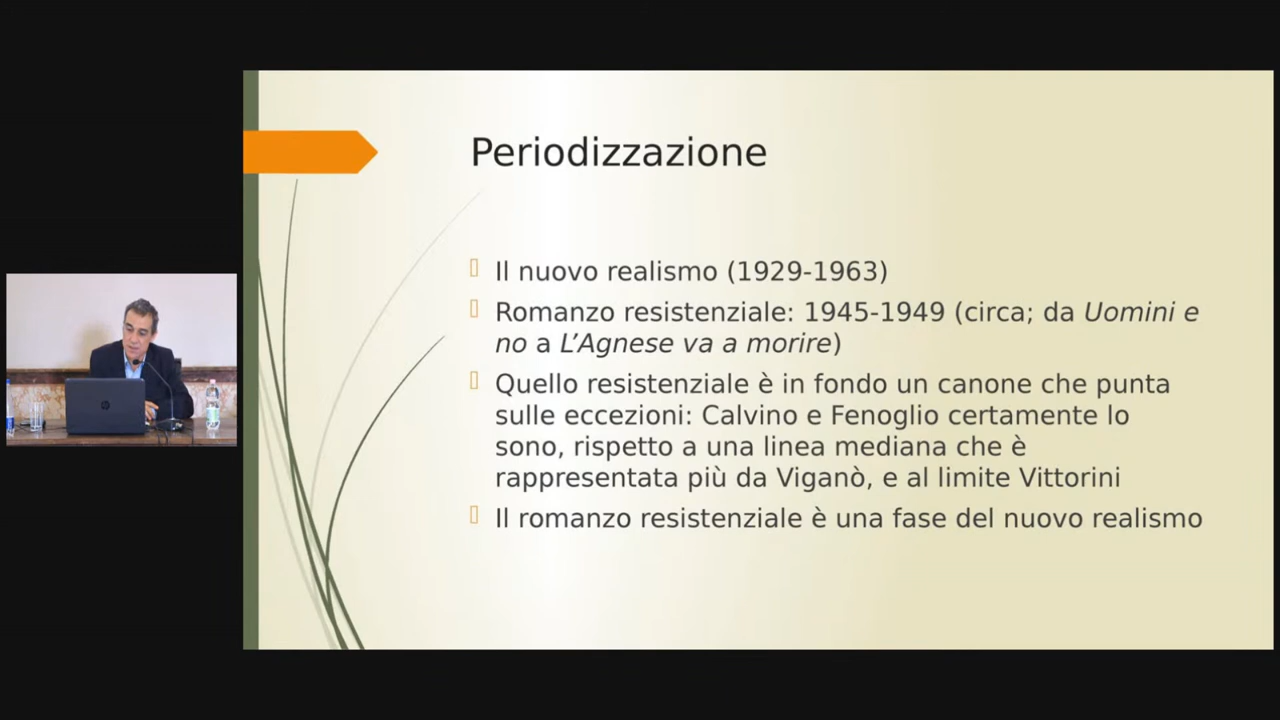 Periodizzazione
Il nuovo realismo (1929-1963)
Romanzo resistenziale: 1945-1949 (circa; da Uomini e
no a L’Agnese va a morire)
Quello resistenziale è in fondo un canone che punta
sulle eccezioni: Calvino e Fenoglio certamente lo
sono, rispetto a una linea mediana che è
rappresentata più da Viganò, e al limite Vittorini
Il romanzo resistenziale è una fase del nuovo realismo